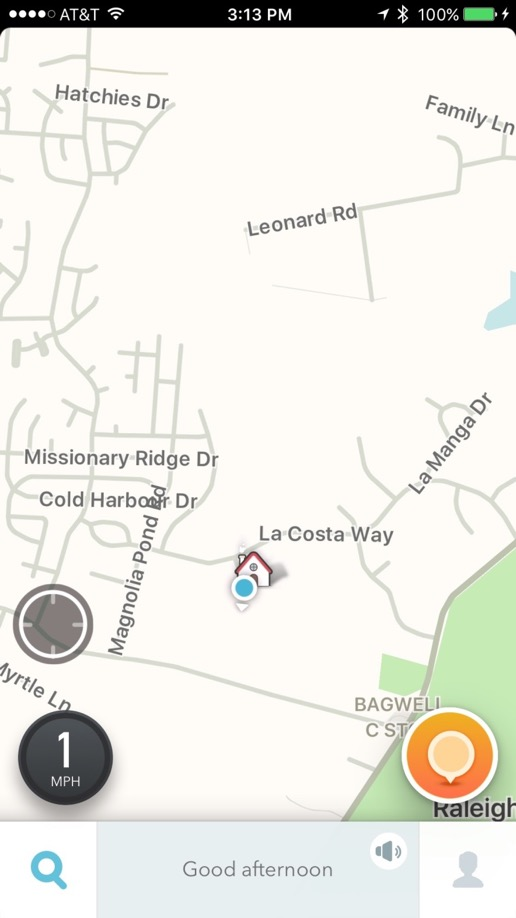 AT&T
3:13 PM
100%
Hatchies Dr
Family Ln
Leonard Rd
La Manga Dr
Missionary Ridge Dr
Cold Harbour Dr
Magnolia Pond Rd
La Costa Way
Myrtle Ln
BAGWELL
C ST
1
MPH
Raleigh
Good afternoon